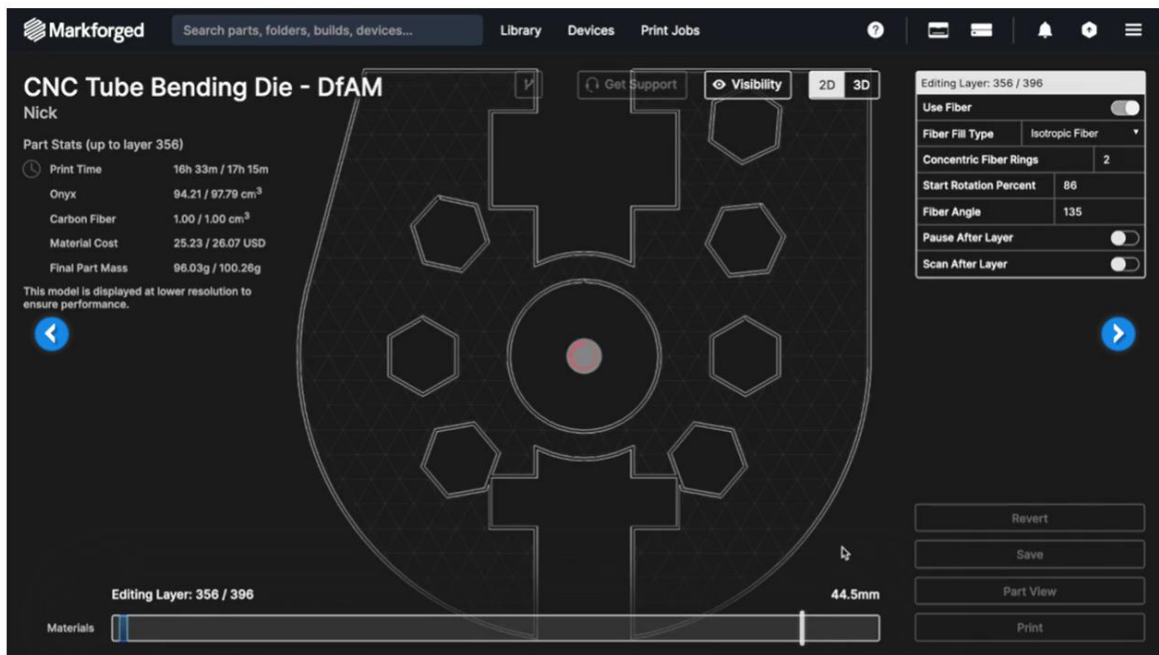 Markforged
Search parts, folders, builds, devices...
Library
Devices
Print Jobs
CNC Tube Bending Die - DfAM
Nick
Get Support
Visibility
2D
3D
Part Stats (up to layer 356)
Print Time 16h 33m / 17h 15m
Onyx 94.21 / 97.79 cm³
Carbon Fiber 1.00 / 1.00 cm³
Material Cost 25.23 / 26.07 USD
Final Part Mass 96.03g / 100.26g
This model is displayed at lower resolution to
ensure performance.
Editing Layer: 356 / 396
Use Fiber
Fiber Fill Type Isotropic Fiber
Concentric Fiber Rings 2
Start Rotation Percent 86
Fiber Angle 135
Pause After Layer
Scan After Layer
Revert
Save
Part View
Print
Editing Layer: 356 / 396 44.5mm
Materials